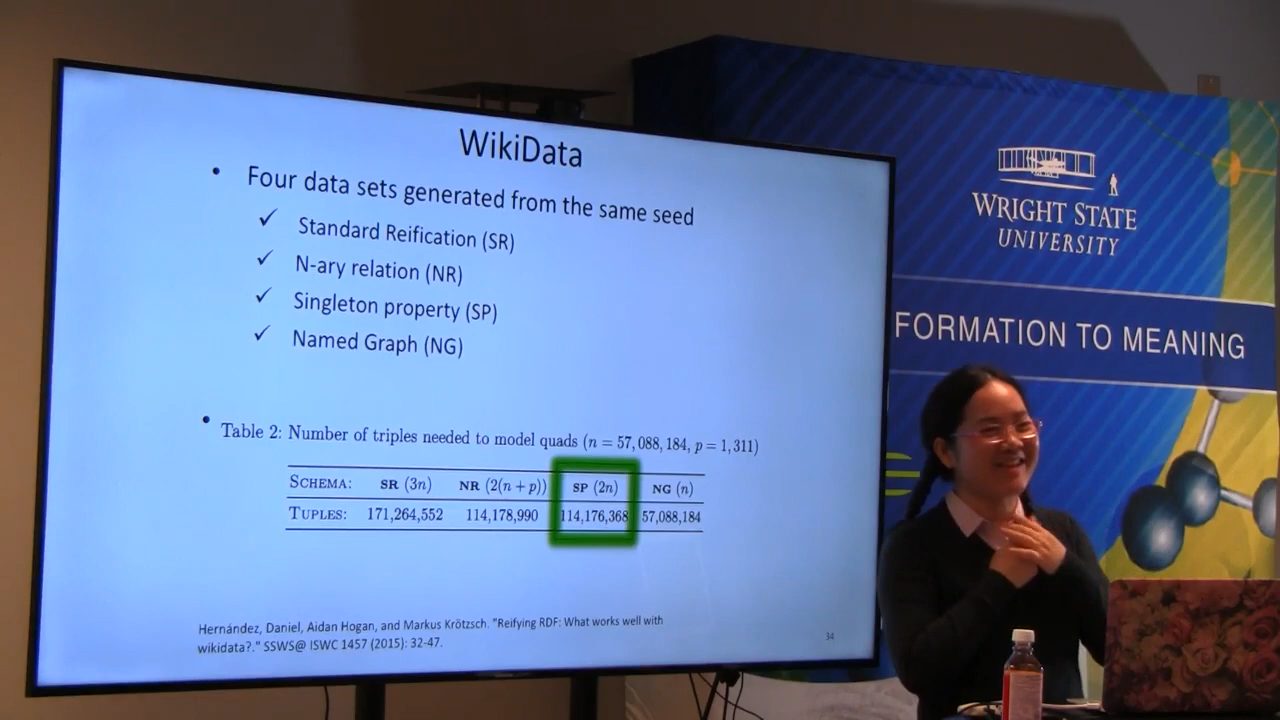 WikiData
• Four data sets generated from the same seed
✓ Standard Reification (SR)
✓ N-ary relation (NR)
✓ Singleton property (SP)
✓ Named Graph (NG)
• Table 2: Number of triples needed to model quads (n = 57,088,184, p = 1,311)
SCHEMA: SR (3n) NR (2(n + p)) SP (2n) NG (n)
TUPLES: 171,264,552 114,178,990 114,176,368 57,088,184
Hernández, Daniel, Aidan Hogan, and Markus Krötzsch. "Reifying RDF: What works well with
wikidata?." SSWS@ ISWC 1457 (2015): 32-47.
34
WRIGHT STATE
UNIVERSITY
FORMATION TO MEANING